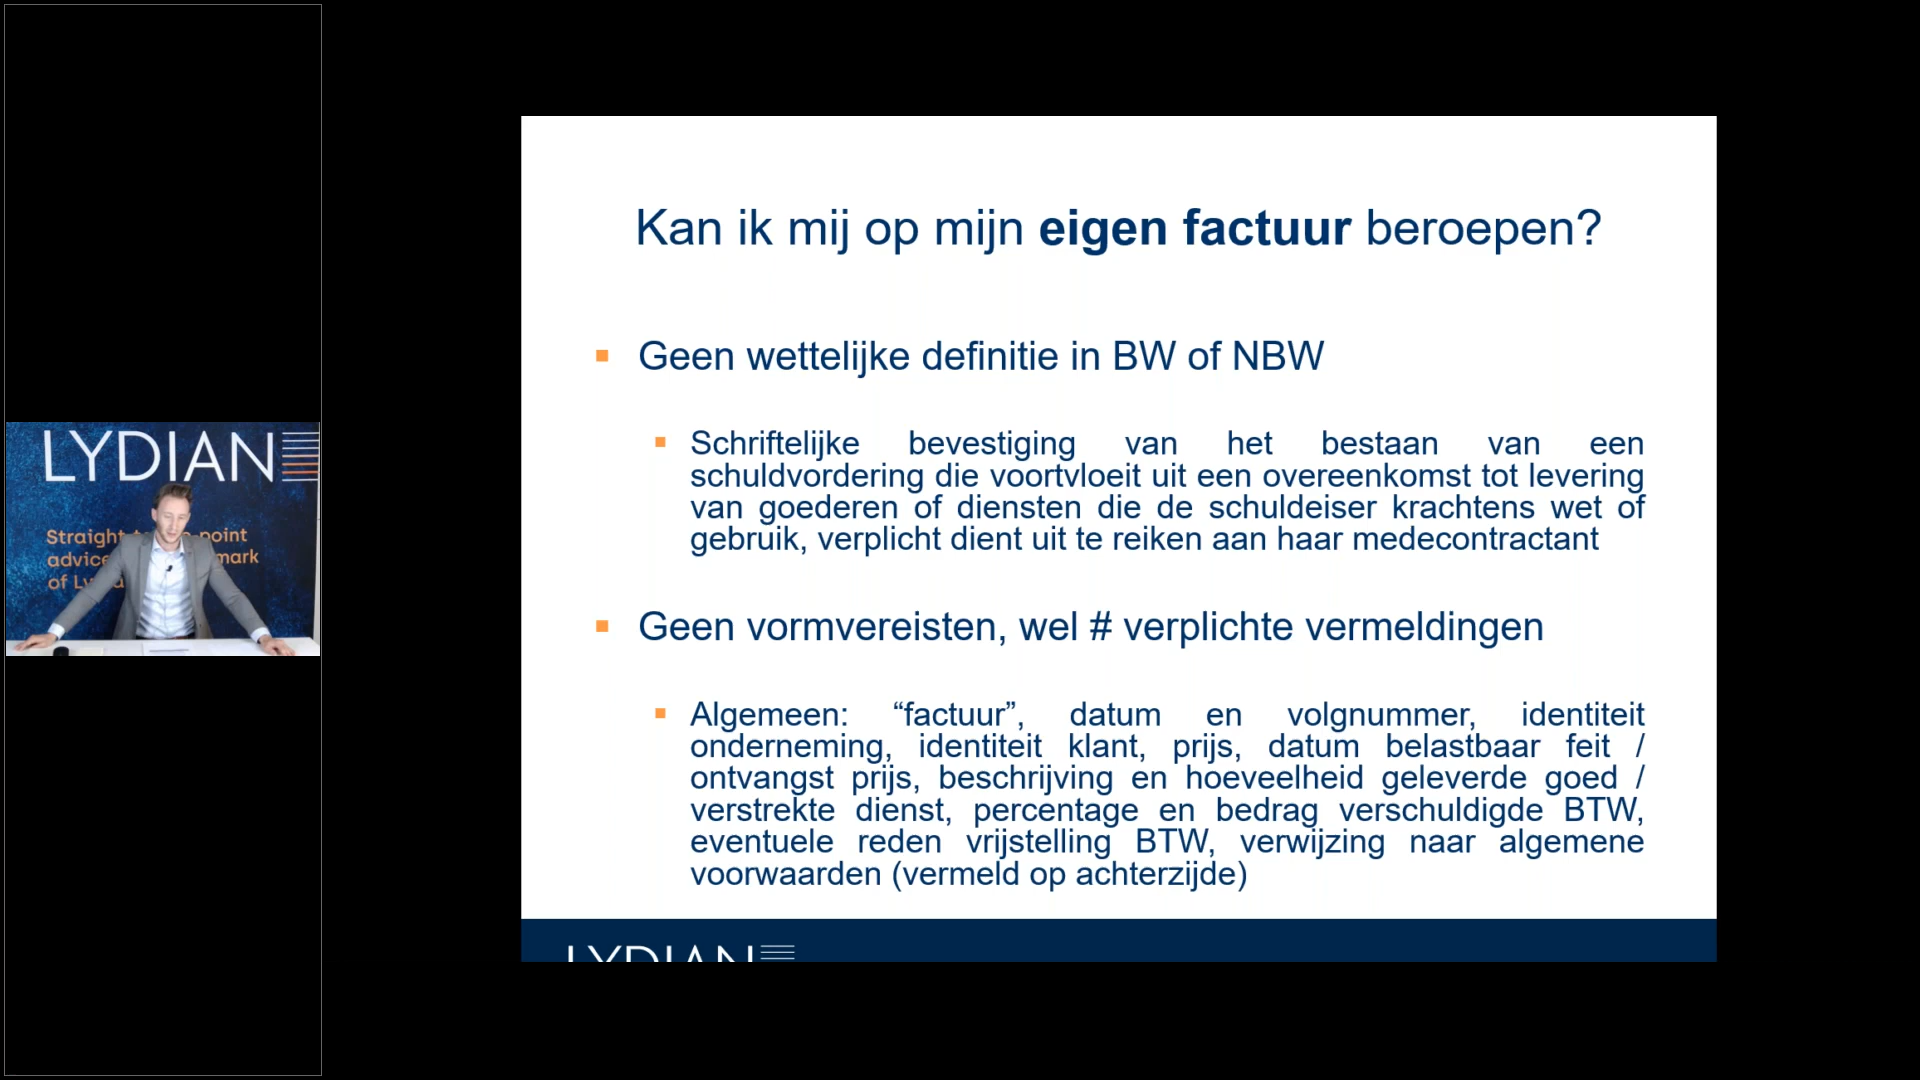 LYDIAN
Straight point
advice mark
of
Kan ik mij op mijn eigen factuur beroepen?
Geen wettelijke definitie in BW of NBW
Schriftelijke bevestiging van het bestaan van een
schuldvordering die voortvloeit uit een overeenkomst tot levering
van goederen of diensten die de schuldeiser krachtens wet of
gebruik, verplicht dient uit te reiken aan haar medecontractant
Geen vormvereisten, wel # verplichte vermeldingen
Algemeen: “factuur”, datum en volgnummer, identiteit
onderneming, identiteit klant, prijs, datum belastbaar feit /
ontvangst prijs, beschrijving en hoeveelheid geleverde goed /
verstrekte dienst, percentage en bedrag verschuldigde BTW,
eventuele reden vrijstelling BTW, verwijzing naar algemene
voorwaarden (vermeld op achterzijde)
LYDIAN